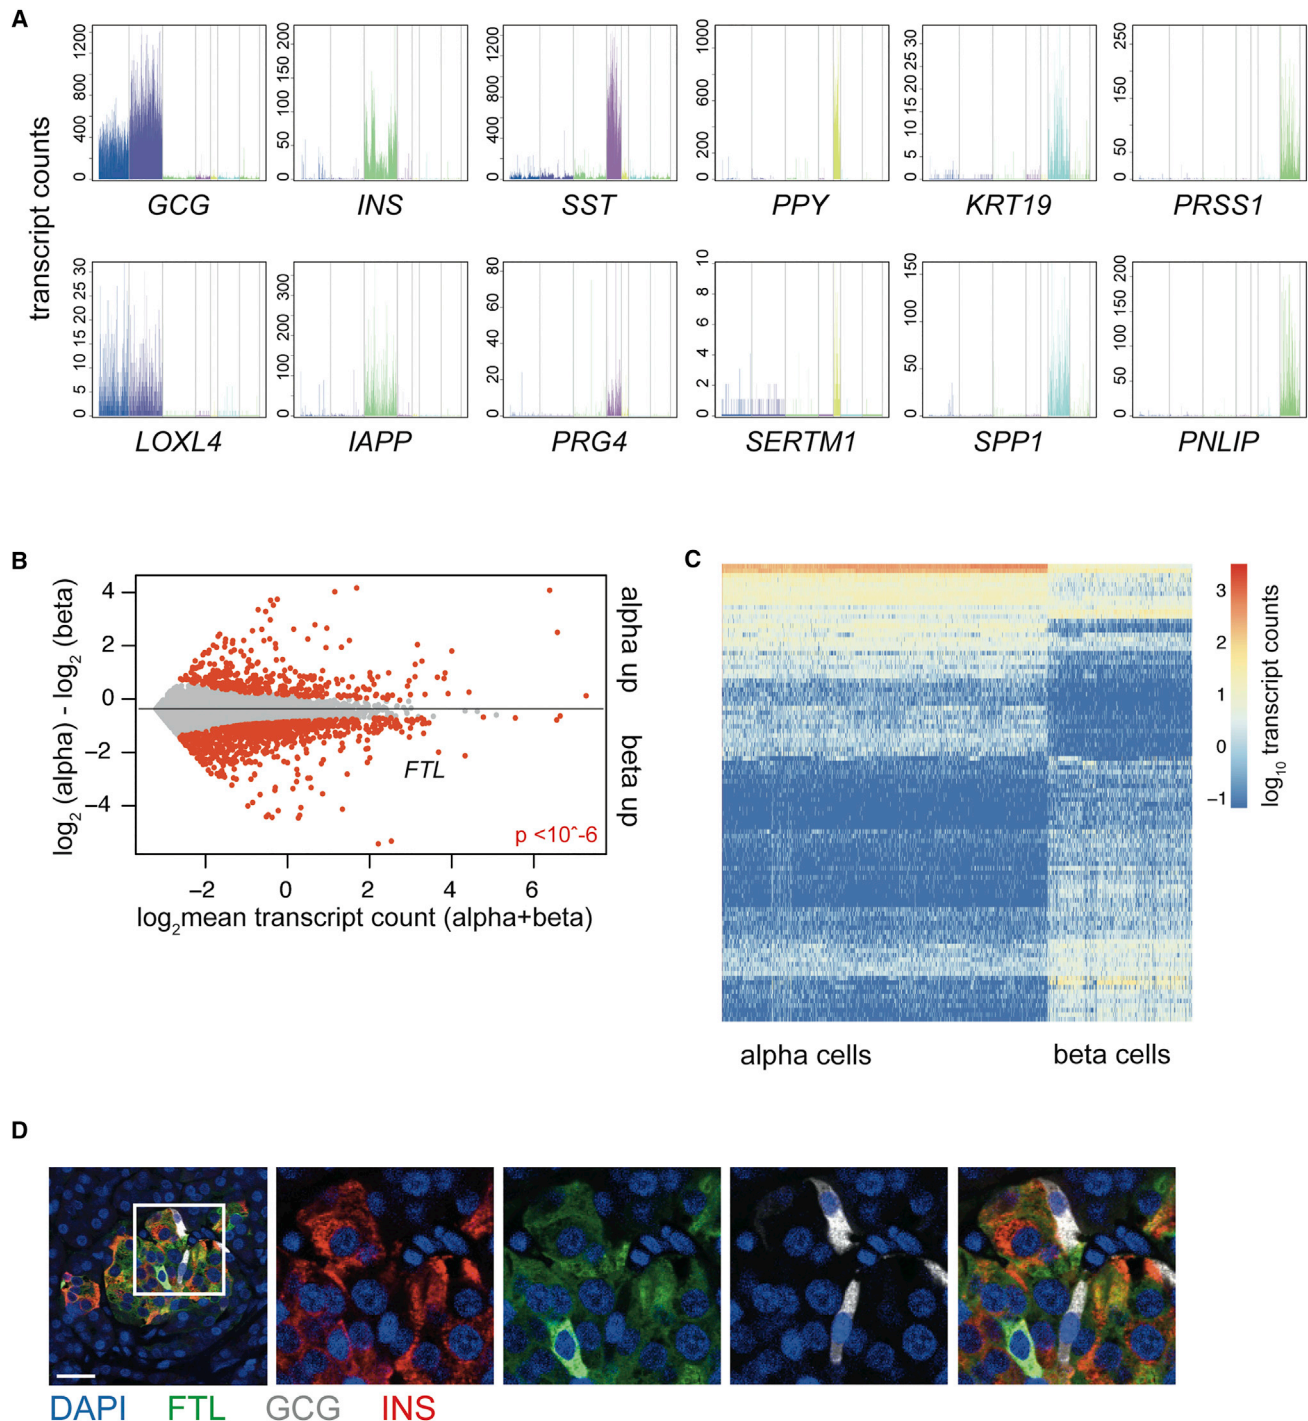 A
transcript counts
0 400 800 1200
GCG
0 50 100 150 200
INS
0 400 800 1200
SST
0 200 600 1000
PPY
0 5 10 15 20 30
KRT19
0 50 150 250
PRSS1
0 5 10 15 20 25 30
LOXL4
0 100 200 300
IAPP
0 20 40 60 80
PRG4
0 2 4 6 8 10
SERTM1
0 50 100 150
SPP1
0 50 100 150 200
PNLIP
B
log2 (alpha) - log2 (beta)
4
2
0
−2
−4
alpha up
beta up
FTL
p <10^-6
−2 0 2 4 6
log2mean transcript count (alpha+beta)
C
3
2
1
0
−1
log10 transcript counts
alpha cells beta cells
D
DAPI FTL GCG INS